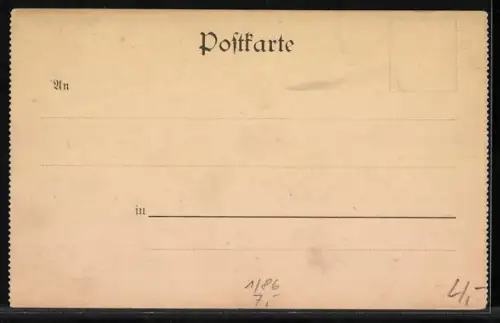 Postkarte
An
in
1/86
7,-
4,-